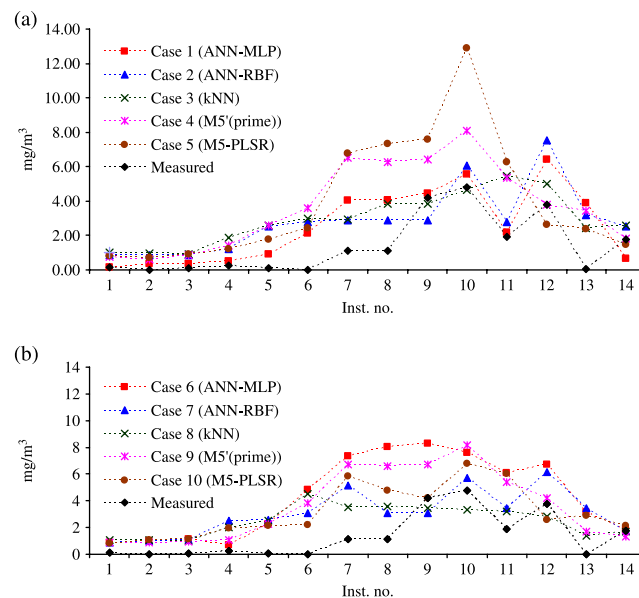 (a)
14.00
12.00
10.00
8.00
6.00
4.00
2.00
0.00
mg/m³
Case 1 (ANN-MLP)
Case 2 (ANN-RBF)
Case 3 (kNN)
Case 4 (M5'(prime))
Case 5 (M5-PLSR)
Measured
1 2 3 4 5 6 7 8 9 10 11 12 13 14
Inst. no.
(b)
14
12
10
8
6
4
2
0
mg/m³
Case 6 (ANN-MLP)
Case 7 (ANN-RBF)
Case 8 (kNN)
Case 9 (M5'(prime))
Case 10 (M5-PLSR)
Measured
1 2 3 4 5 6 7 8 9 10 11 12 13 14
Inst. no.